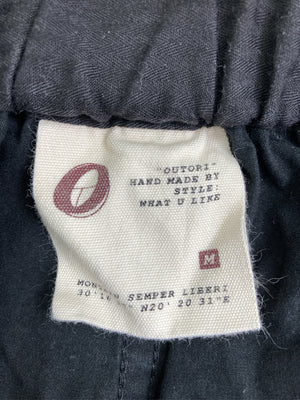 "OUTORI"
HAND MADE BY
STYLE:
WHAT U LIKE
M
SEMPER LIBERI
N20' 20 31"E